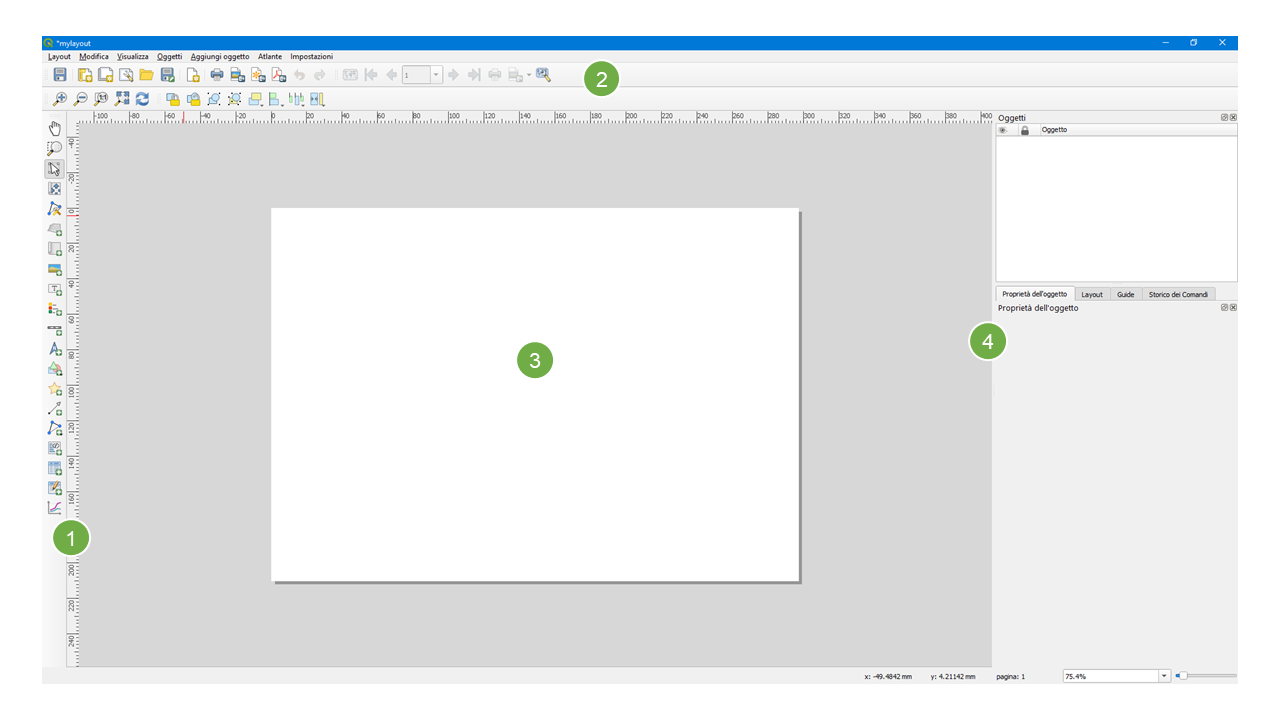 *mylayout
Layout Modifica Visualizza Oggetti Aggiungi oggetto Atlante Impostazioni
1
2
1:1
-100 -80 -60 -40 -20 0 20 40 60 80 100 120 140 160 180 200 220 240 260 280 300 320 340 360 380 400
Oggetti
Oggetto
-40
-20
0
20
40
60
80
100
120
140
160
200
220
240
Proprietà dell'oggetto Layout Guide Storico dei Comandi
Proprietà dell'oggetto
4
3
1
x: -49.4842 mm y: 4.21142 mm pagina: 1 75.4%